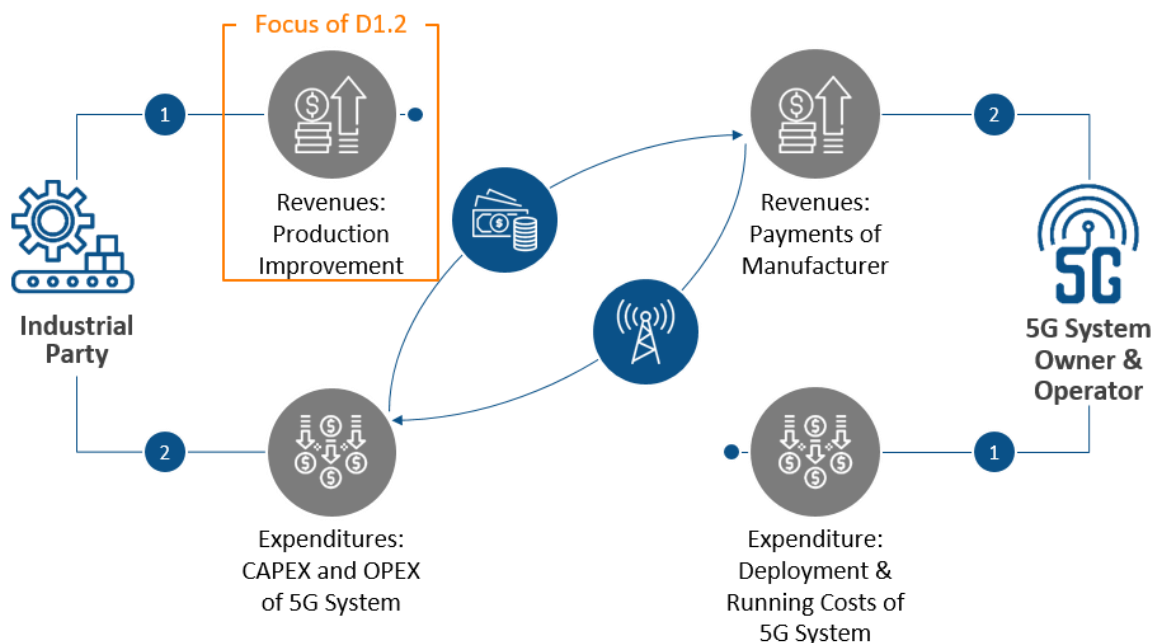 Focus of D1.2
1
2
Revenues:
Production
Improvement
Revenues:
Payments of
Manufacturer
Industrial
Party
5G
5G System
Owner &
Operator
2
1
Expenditures:
CAPEX and OPEX
of 5G System
Expenditure:
Deployment &
Running Costs of
5G System